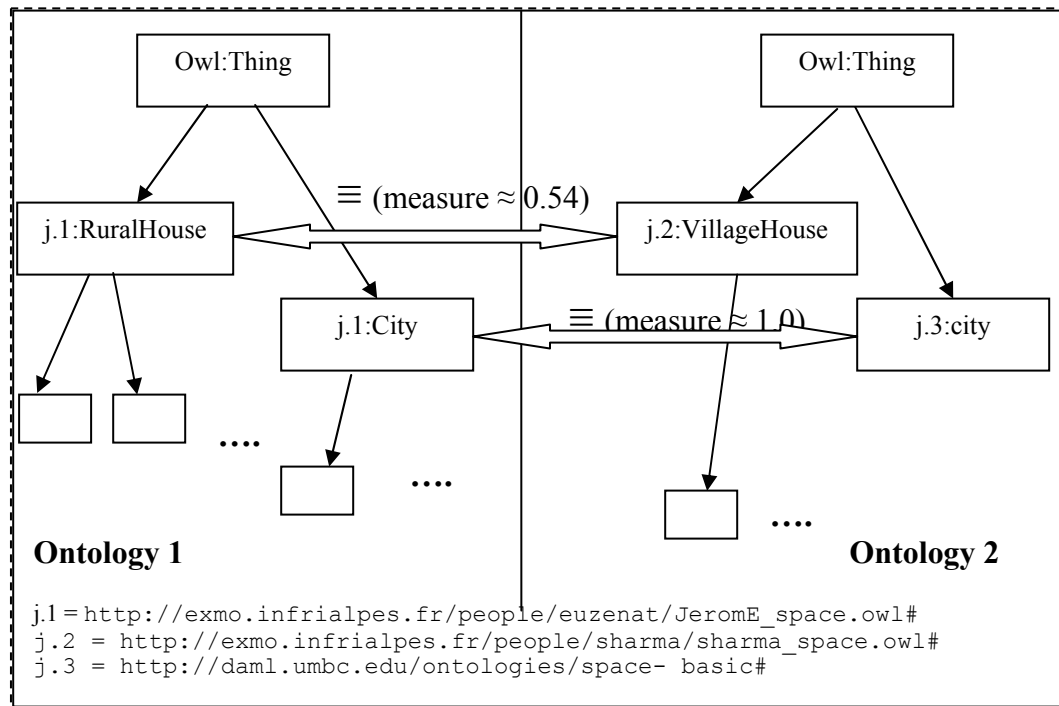 Owl:Thing
Owl:Thing
≡ (measure ≈ 0.54)
j.1:RuralHouse
j.2:VillageHouse
j.1:City
≡ (measure ≈ 1.0)
j.3:city
....
....
....
Ontology 1
Ontology 2
j.1 = http://exmo.infrialpes.fr/people/euzenat/JeromE_space.owl#
j.2 = http://exmo.infrialpes.fr/people/sharma/sharma_space.owl#
j.3 = http://daml.umbc.edu/ontologies/space- basic#